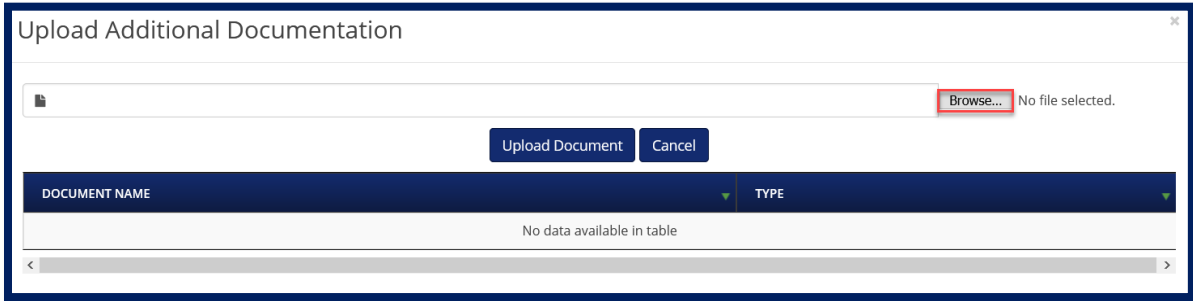 Upload Additional Documentation
Browse... No file selected.
Upload Document Cancel
DOCUMENT NAME TYPE
No data available in table